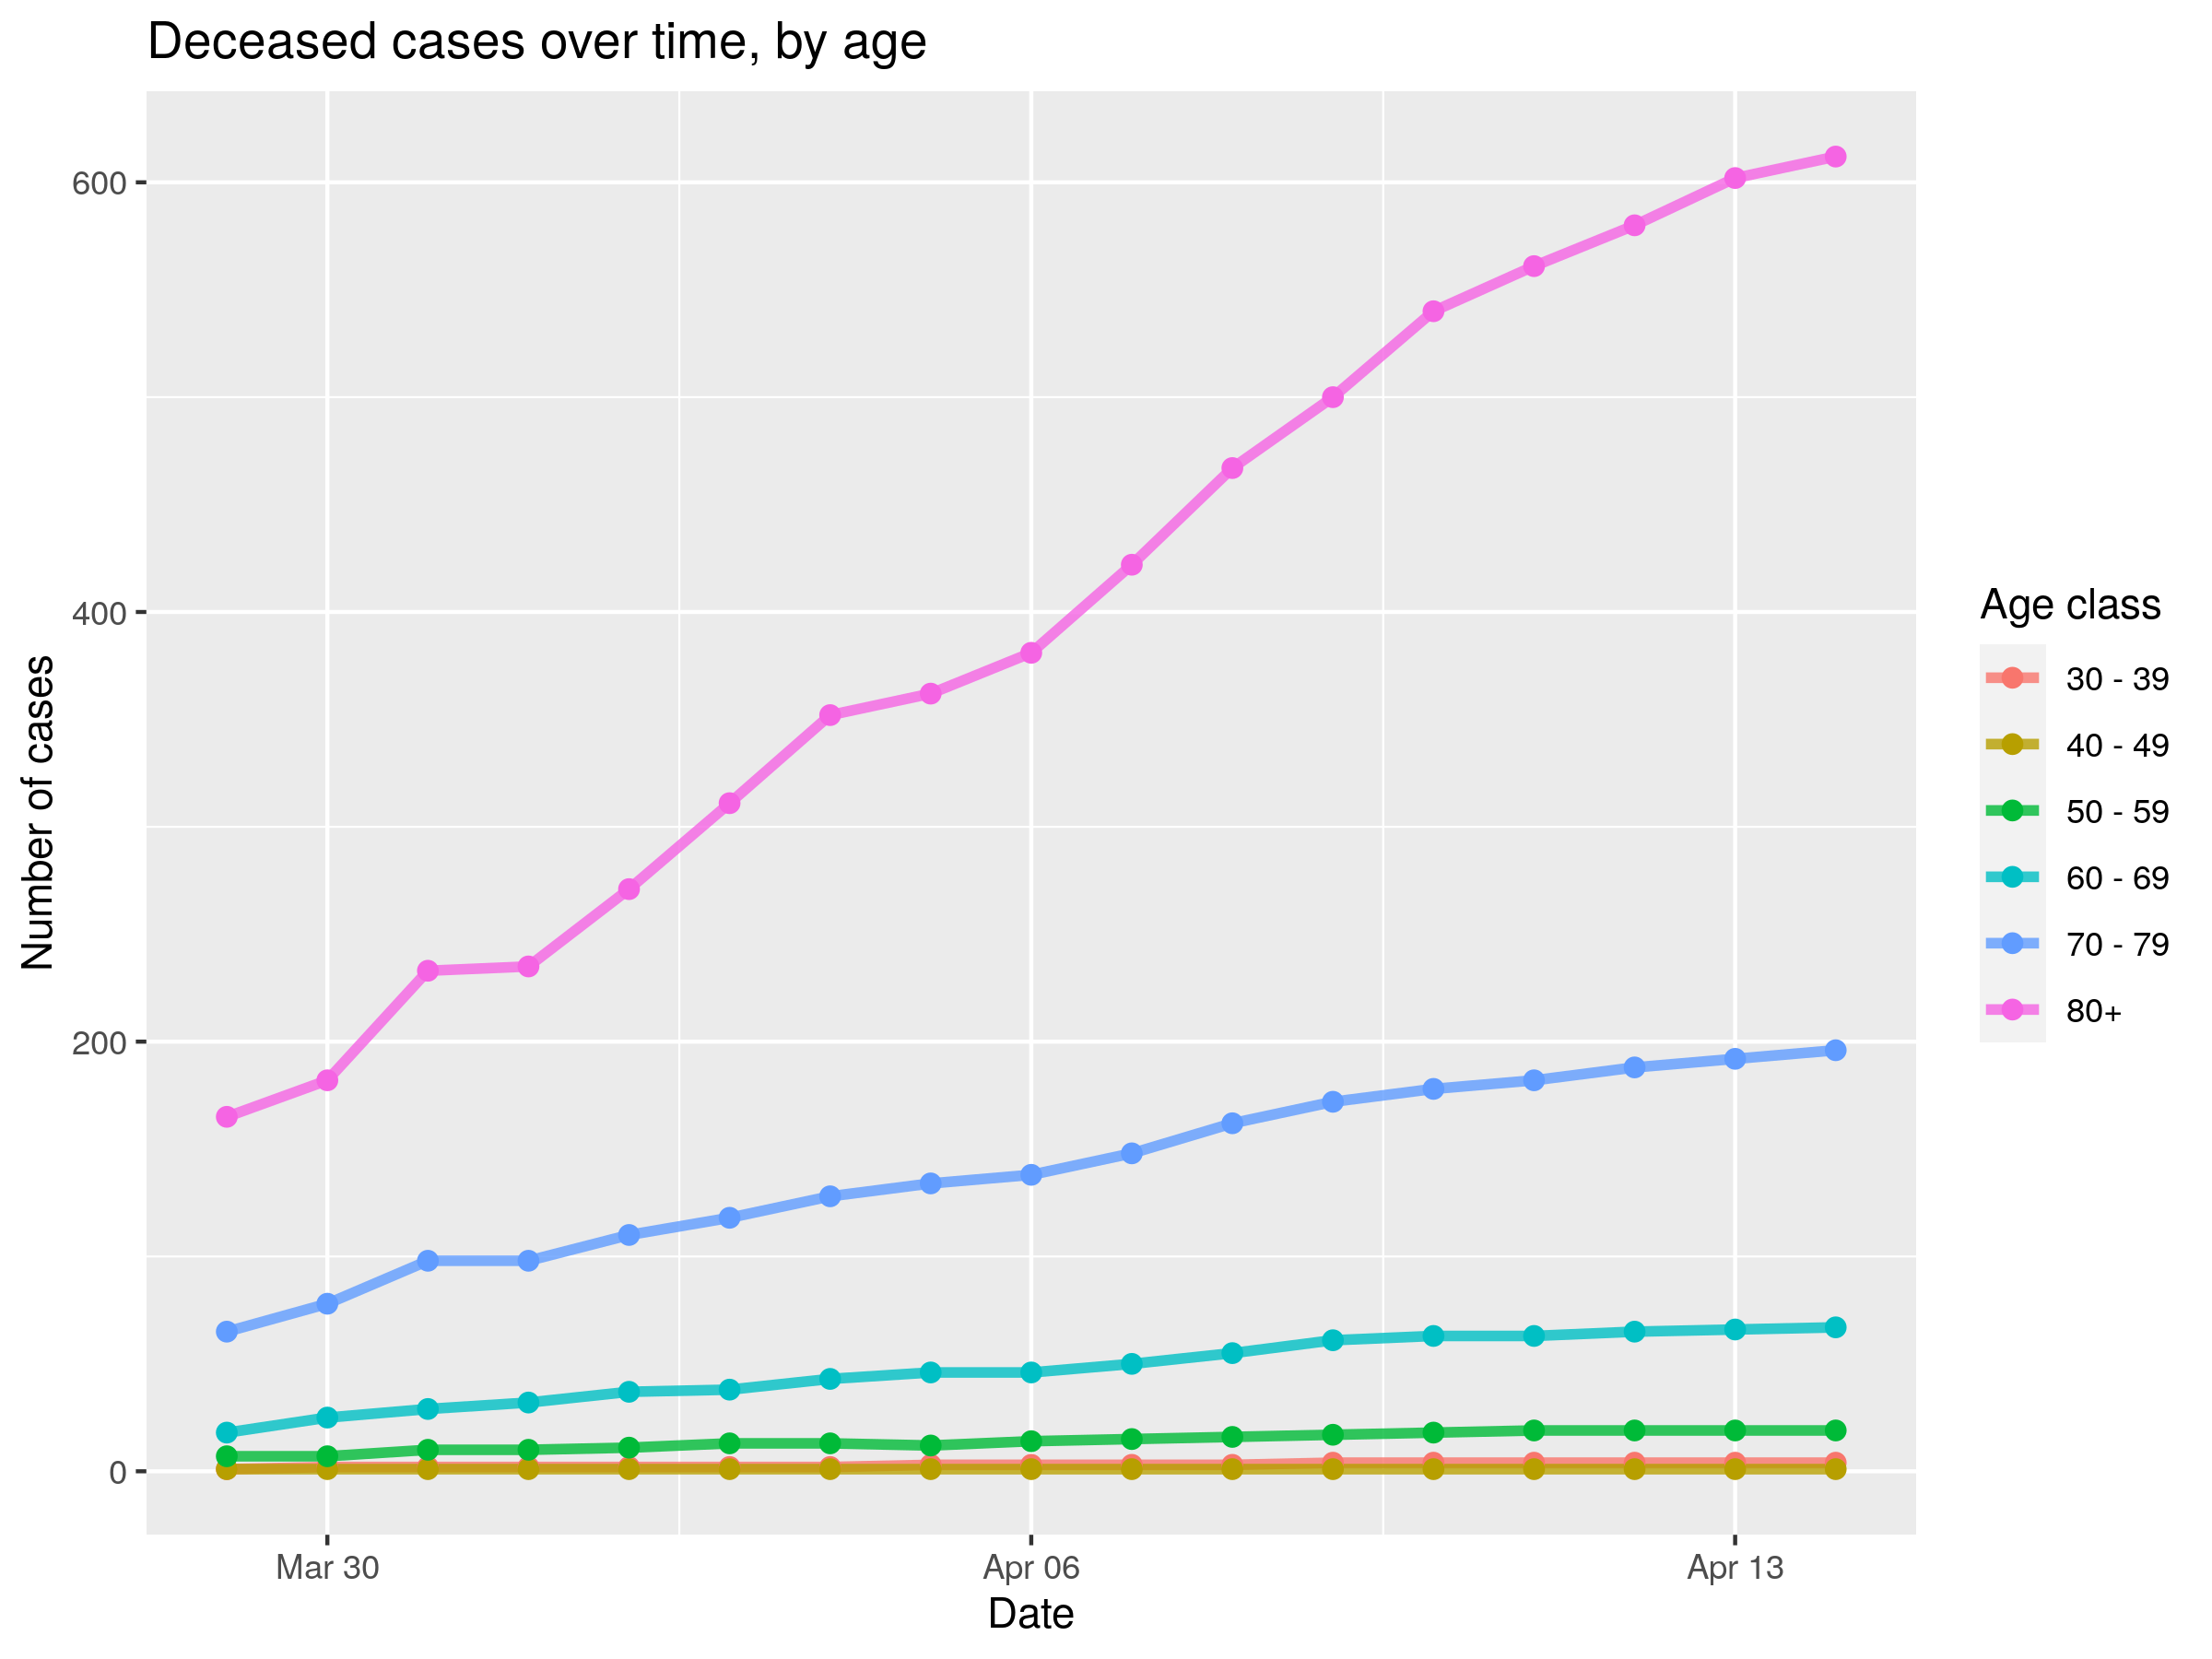 Deceased cases over time, by age
Number of cases
600
400
200
0
Mar 30
Apr 06
Apr 13
Date
Age class
30 - 39
40 - 49
50 - 59
60 - 69
70 - 79
80+